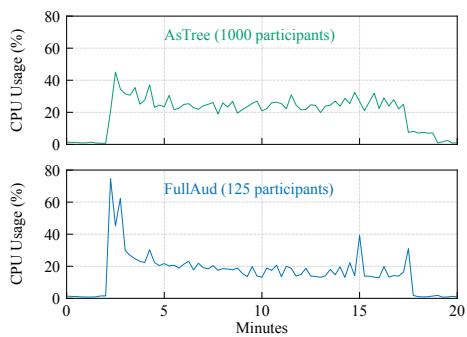 80
60
40
20
0
CPU Usage (%)
AsTree (1000 participants)
80
60
40
20
0
CPU Usage (%)
FullAud (125 participants)
0 5 10 15 20
Minutes